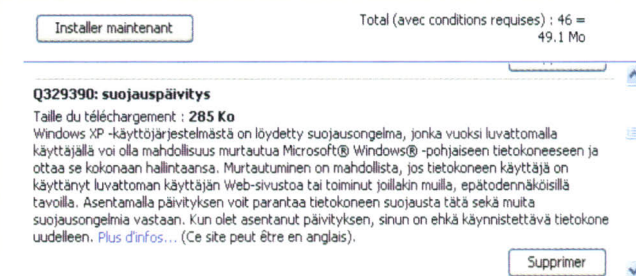 Installer maintenant
Total (avec conditions requises) : 46 =
49.1 Mo
Q329390: suojauspäivitys
Taille du téléchargement : 285 Ko
Windows XP -käyttöjärjestelmästä on löydetty suojausongelma, jonka vuoksi luvattomalla
käyttäjällä voi olla mahdollisuus murtautua Microsoft® Windows® -pohjaiseen tietokoneeseen ja
ottaa se kokonaan hallintaansa. Murtautuminen on mahdollista, jos tietokoneen käyttäjä on
käyttänyt luvattoman käyttäjän Web-sivustoa tai toiminut joillakin muilla, epätodennäköisillä
tavoilla. Asentamalla päivityksen voit parantaa tietokoneen suojausta tätä sekä muita
suojausongelmia vastaan. Kun olet asentanut päivityksen, sinun on ehkä käynnistettävä tietokone
uudelleen. Plus d'infos... (Ce site peut être en anglais).
Supprimer